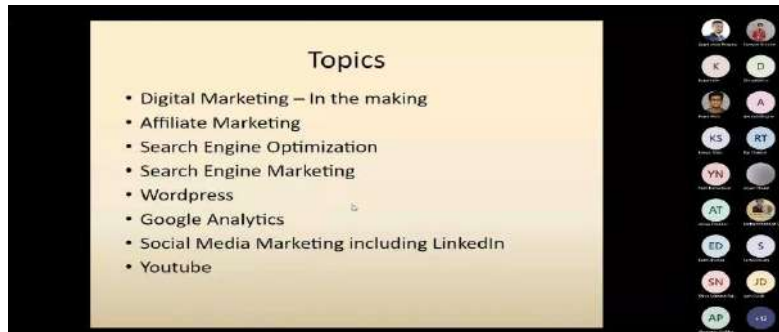 Topics
• Digital Marketing – In the making
• Affiliate Marketing
• Search Engine Optimization
• Search Engine Marketing
• Wordpress
• Google Analytics
• Social Media Marketing including LinkedIn
• Youtube
K
D
A
KS
RT
YN
AT
ED
S
SN
JD
AP
+12